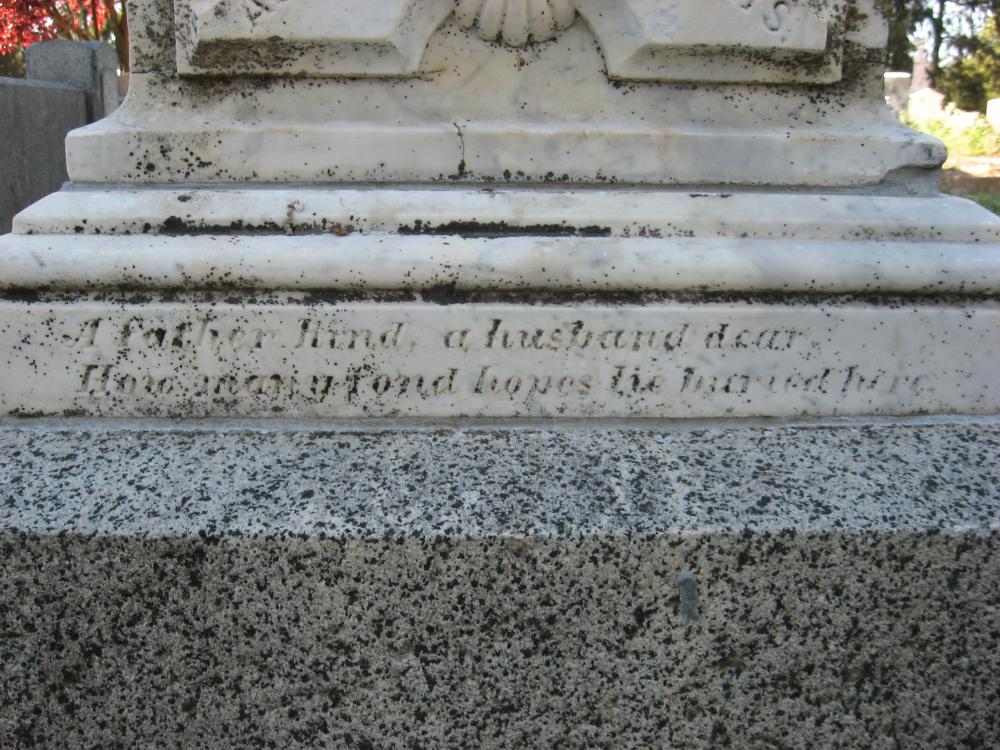 A father kind, a husband dear,
How many fond hopes lie buried here.